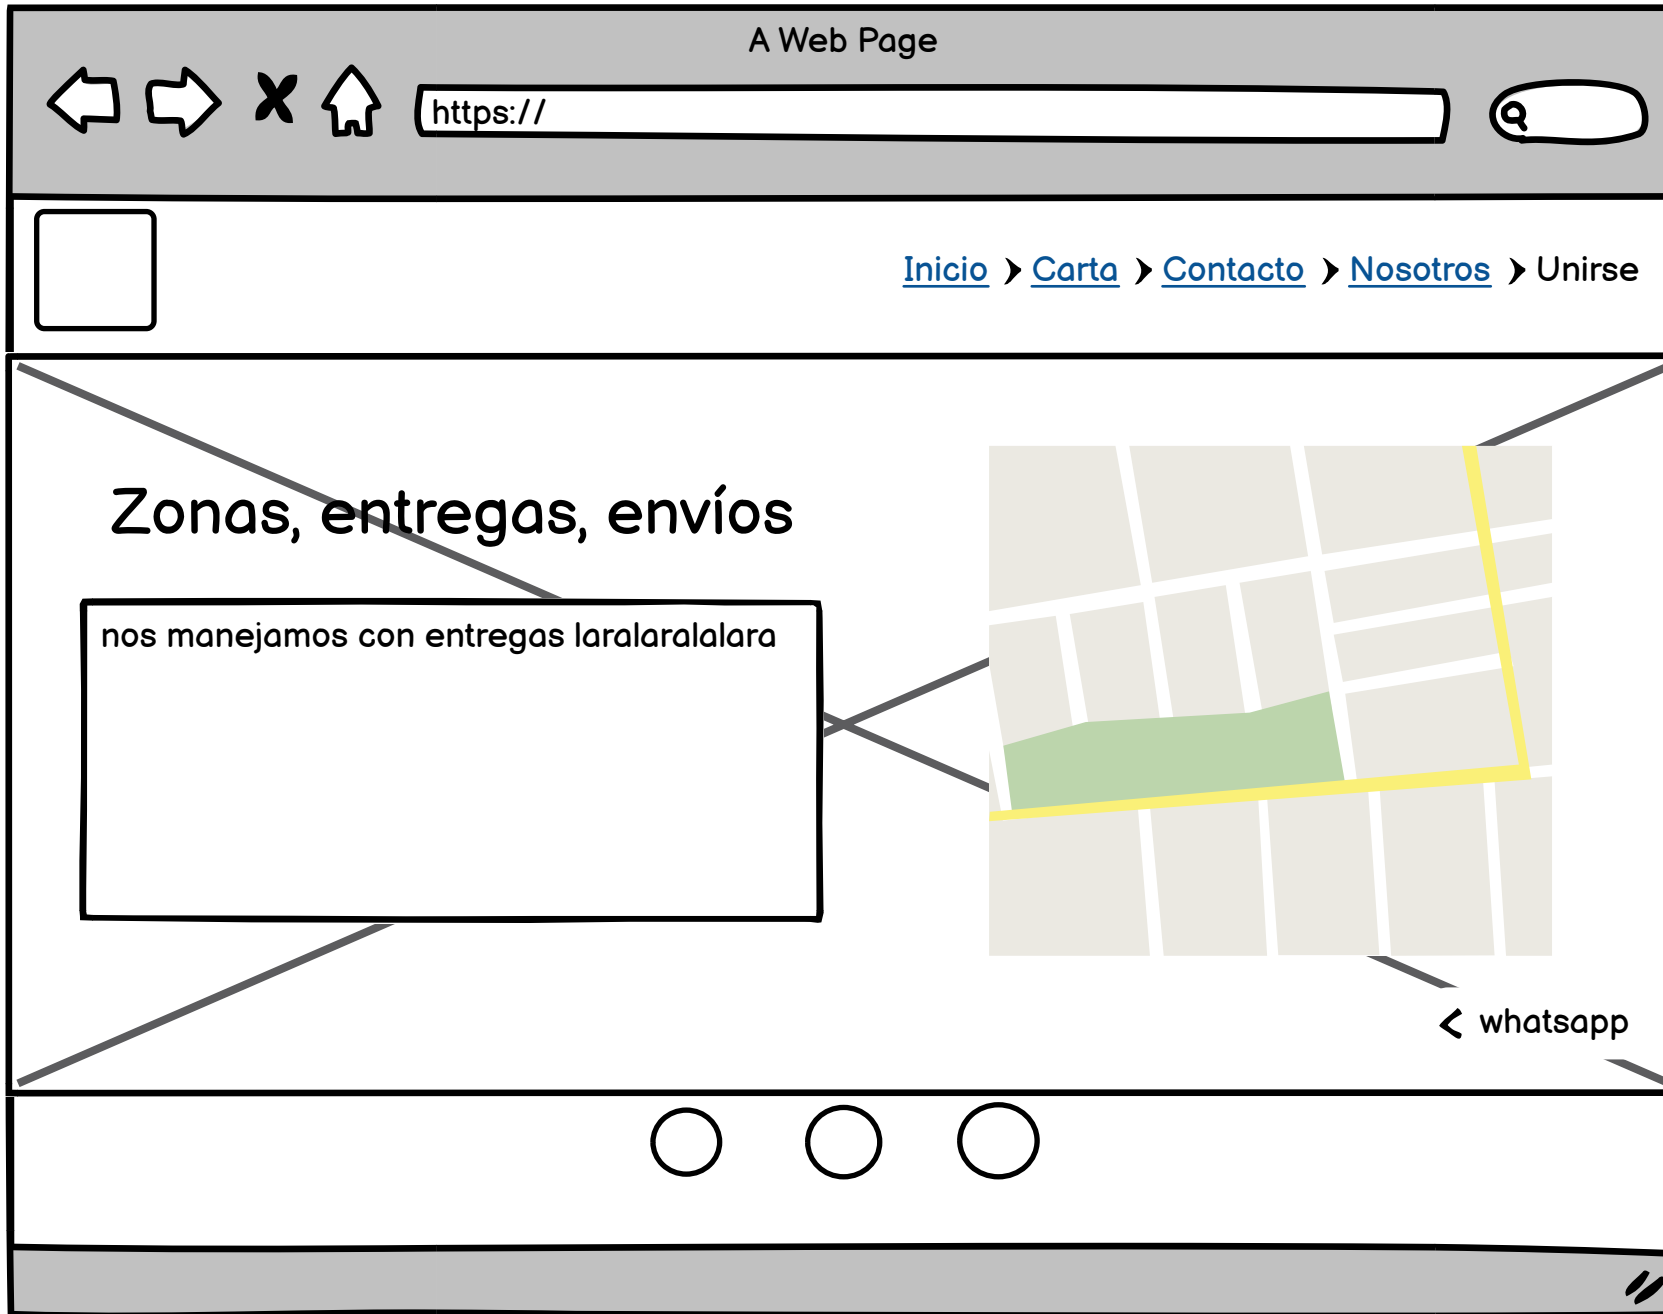 A Web Page
https://
Inicio Carta Contacto Nosotros Unirse
Zonas, entregas, envíos
nos manejamos con entregas laralaralalara
whatsapp